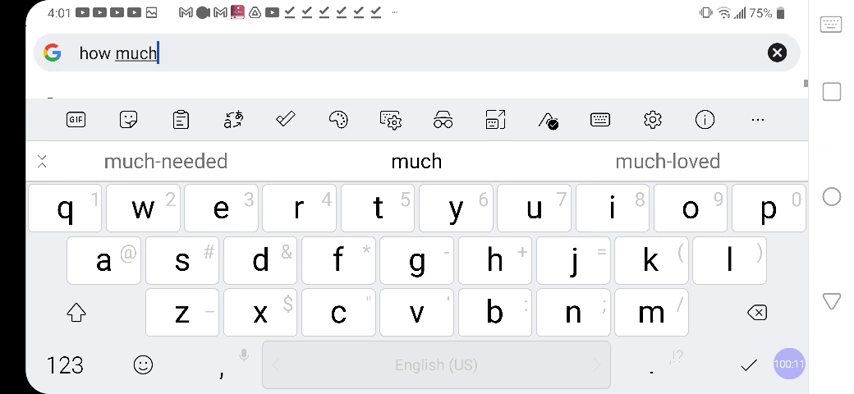 4:01 75%
how much
GIF
much-needed much much-loved
q 1 w 2 e 3 r 4 t 5 y 6 u 7 i 8 o 9 p 0
a @ s # d & f * g - h + j = k ( l )
z _ x $ c " v ' b : n ; m /
123 , English (US) . ,!? 100:11